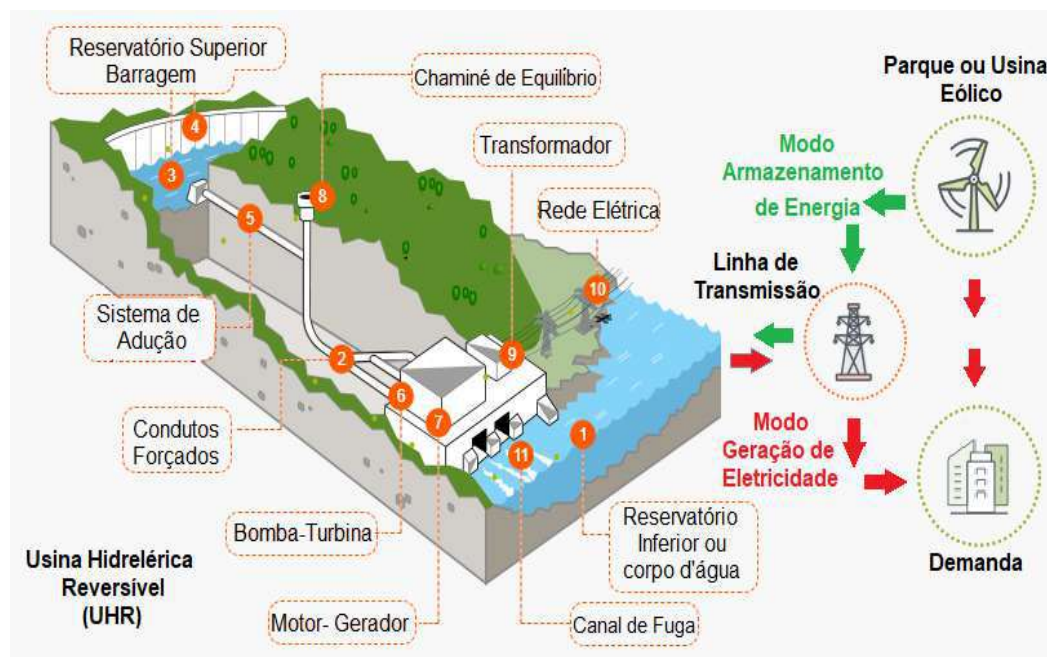 Reservatório Superior
Barragem
Chaminé de Equilíbrio
Parque ou Usina
Eólico
Transformador
Modo
Armazenamento
de Energia
Rede Elétrica
Linha de
Transmissão
Sistema de
Adução
Condutos
Forçados
Modo
Geração de
Eletricidade
Bomba-Turbina
Reservatório
Inferior ou
corpo d'água
Usina Hidrelérica
Reversível
(UHR)
Demanda
Motor- Gerador
Canal de Fuga
4
3
8
5
10
2
9
6
7
1
11